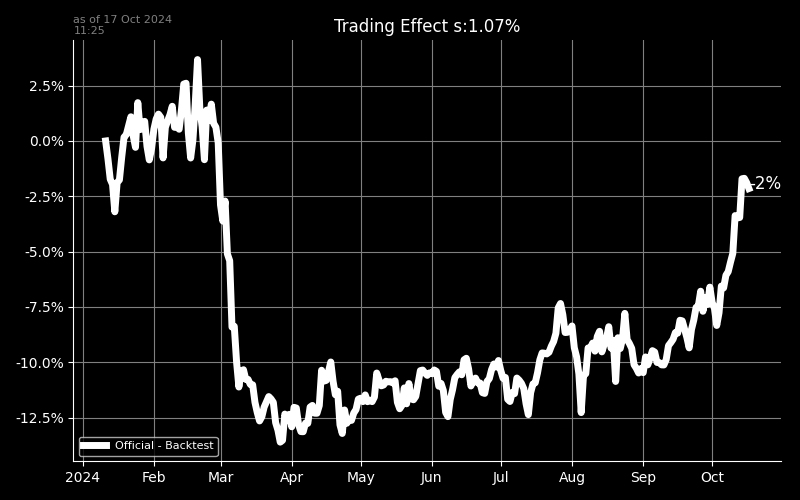 as of 17 Oct 2024
11:25
Trading Effect s:1.07%
2.5%
0.0%
-2.5%
-5.0%
-7.5%
-10.0%
-12.5%
-2%
Official - Backtest
2024 Feb Mar Apr May Jun Jul Aug Sep Oct